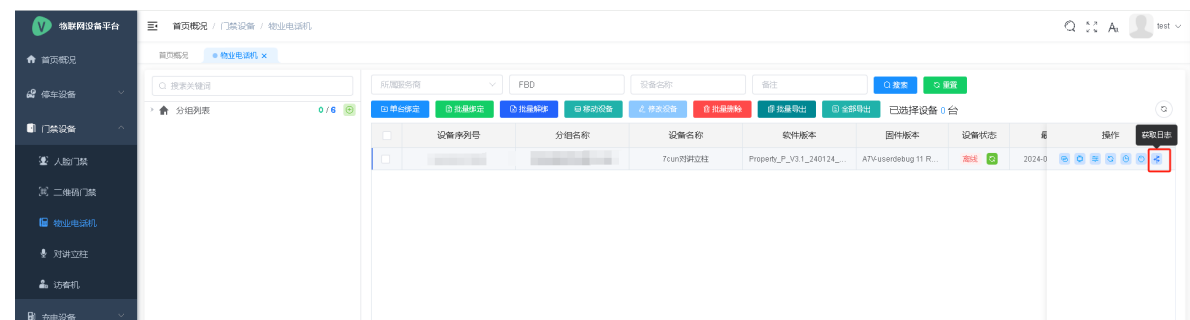 物联网设备平台
首页概况 / 门禁设备 / 物业电话机
test
首页概况
物业电话机 ×
首页概况
停车设备
门禁设备
人脸门禁
二维码门禁
物业电话机
对讲立柱
访客机
充电设备
搜索关键词
分组列表 0 / 6
所属服务商 FBD 设备名称 备注 搜索 重置
单台绑定 批量绑定 批量解绑 移动设备 修改设备 批量删除 批量导出 全部导出 已选择设备 0 台
设备序列号 分组名称 设备名称 软件版本 固件版本 设备状态 操作
获取日志
7cun对讲立柱 Property_P_V3.1_240124_... A7V-userdebug 11 R... 离线 2024-0